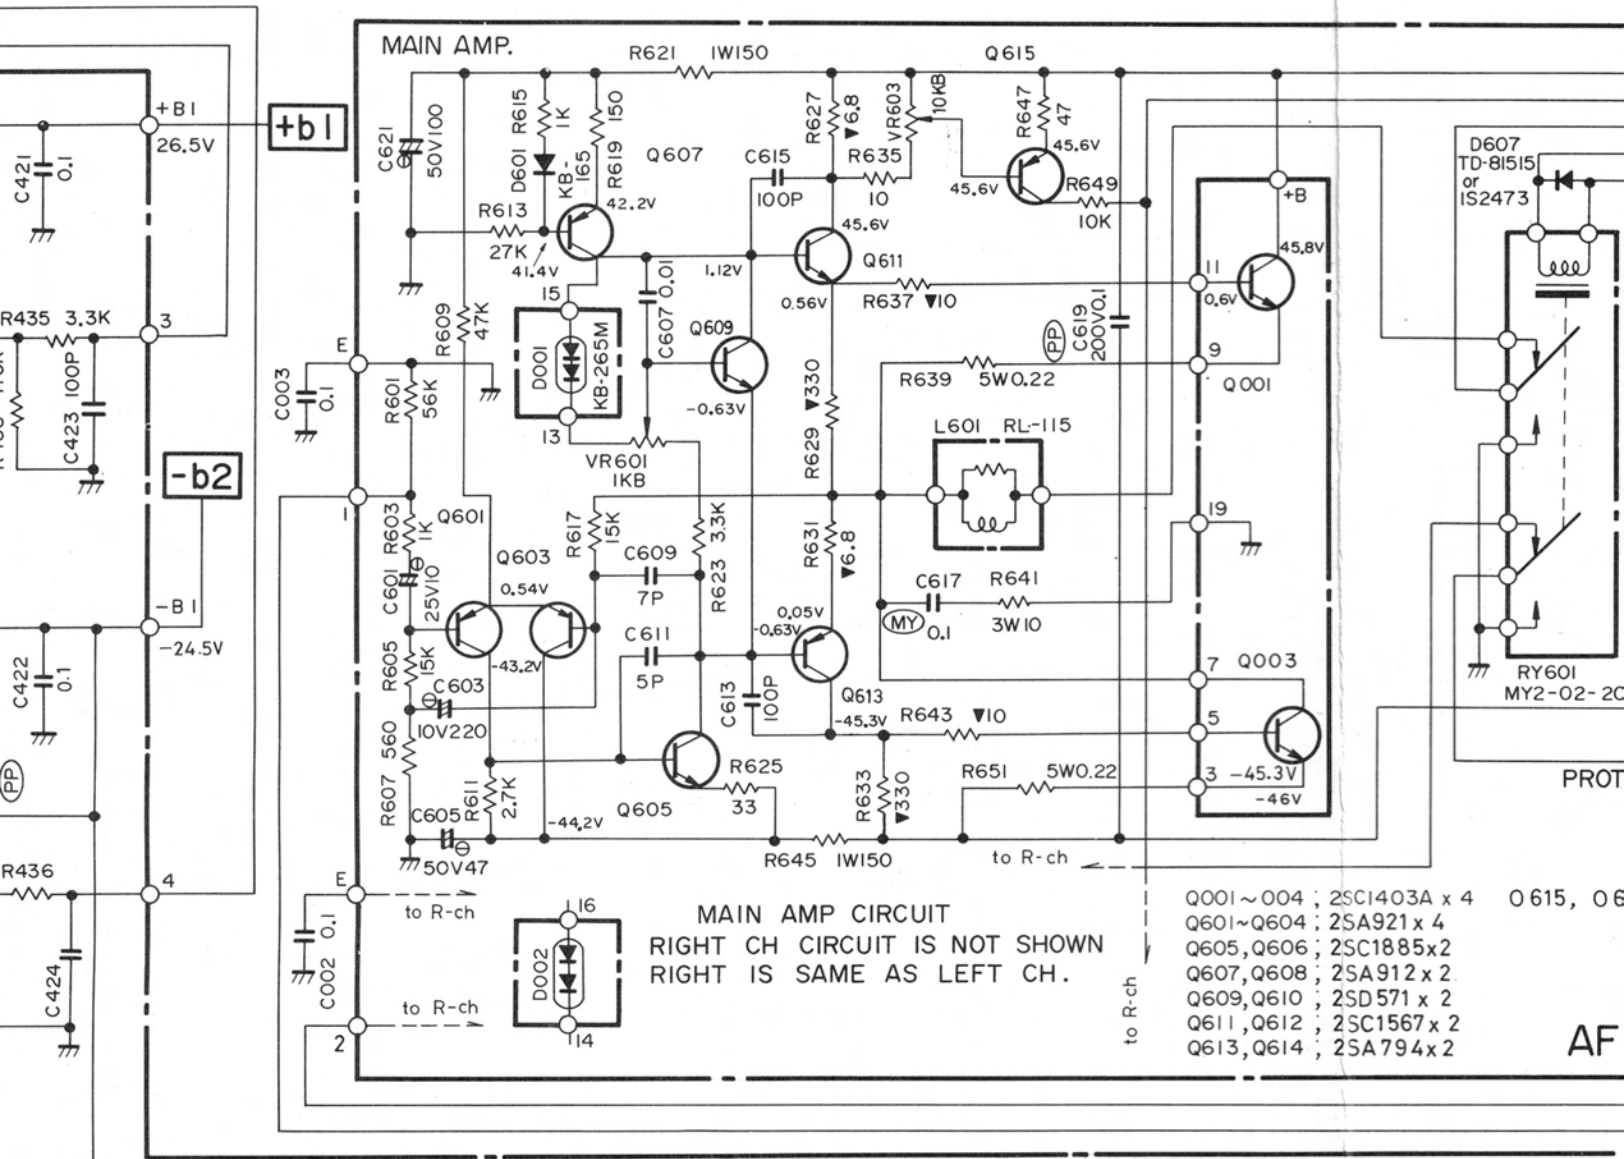 MAIN AMP.
R621 1W150
Q615
+B1
26.5V
+b1
C421
0.1
C621
50V100
R615
1K
D601
KB-
165
R619 150
Q607
42.2V
R613
27K
41.4V
C615
100P
R627
▼6.8
R635
10
VR603
10KB
R647
47
45.6V
45.6V
R649
10K
45.6V
Q611
D607
TD-81515
or
1S2473
+B
45.8V
R435 3.3K
3
C423 100P
E
C003
0.1
R601
56K
R609
47K
15
D001
KB-265M
13
C607 0.01
1.12V
Q609
-0.63V
0.56V
R637 ▼10
11
0.6V
PP
C619
200V0.1
R639 5W0.22
9
Q001
R629 ▼330
L601 RL-115
VR601
1KB
-b2
1
R603
1K
Q601
R617
15K
C609
7P
R623 3.3K
R631
▼6.8
19
C601
25V10
Q603
0.54V
C617
MY
0.1
R641
3W10
-B1
-24.5V
C422
0.1
R605
15K
-43.2V
C611
5P
0.05V
-0.63V
C603
10V220
C613
100P
Q613
-45.3V
R643 ▼10
7 Q003
5
RY601
MY2-02-20
PP
R607 560
R611
2.7K
Q605
R625
33
R633
▼330
R651 5W0.22
3 -45.3V
-46V
PROT
C605
50V47
-44.2V
R645 1W150
to R-ch
R436
4
E
to R-ch
C002 0.1
C424
16
D002
14
to R-ch
2
MAIN AMP CIRCUIT
RIGHT CH CIRCUIT IS NOT SHOWN
RIGHT IS SAME AS LEFT CH.
to R-ch
Q001~004 ; 2SC1403A x 4 Q615,
Q601~Q604 ; 2SA921 x 4
Q605,Q606 ; 2SC1885x2
Q607,Q608 ; 2SA912 x 2
Q609,Q610 ; 2SD571 x 2
Q611,Q612 ; 2SC1567 x 2
Q613,Q614 ; 2SA794x2
AF